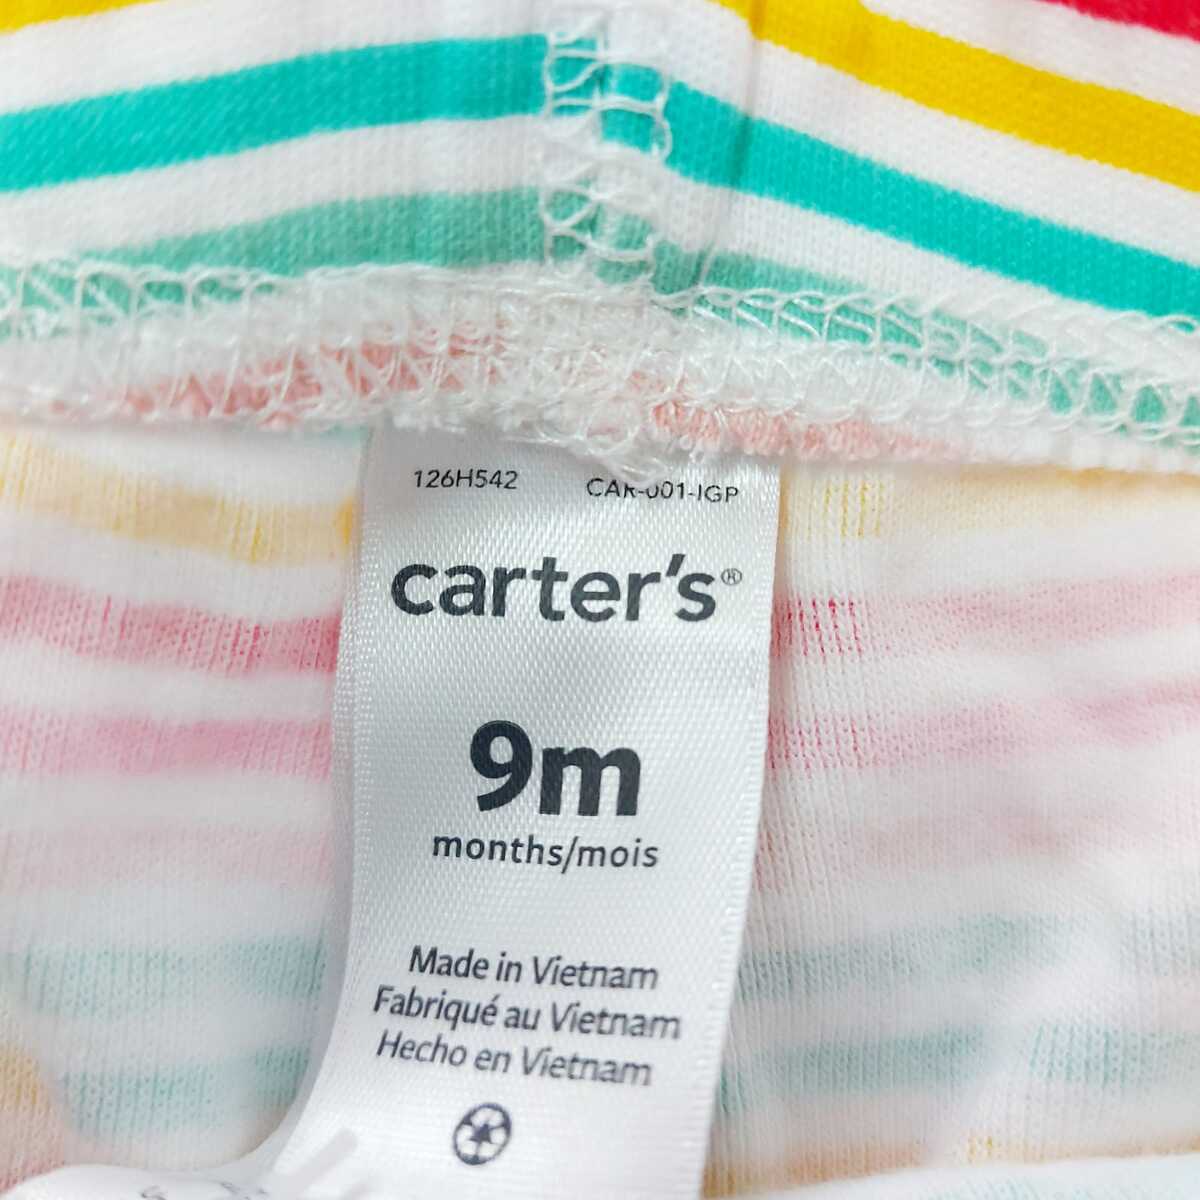 126H542 CAR-001-IGP
carter's®
9m
months/mois
Made in Vietnam
Fabriqué au Vietnam
Hecho en Vietnam